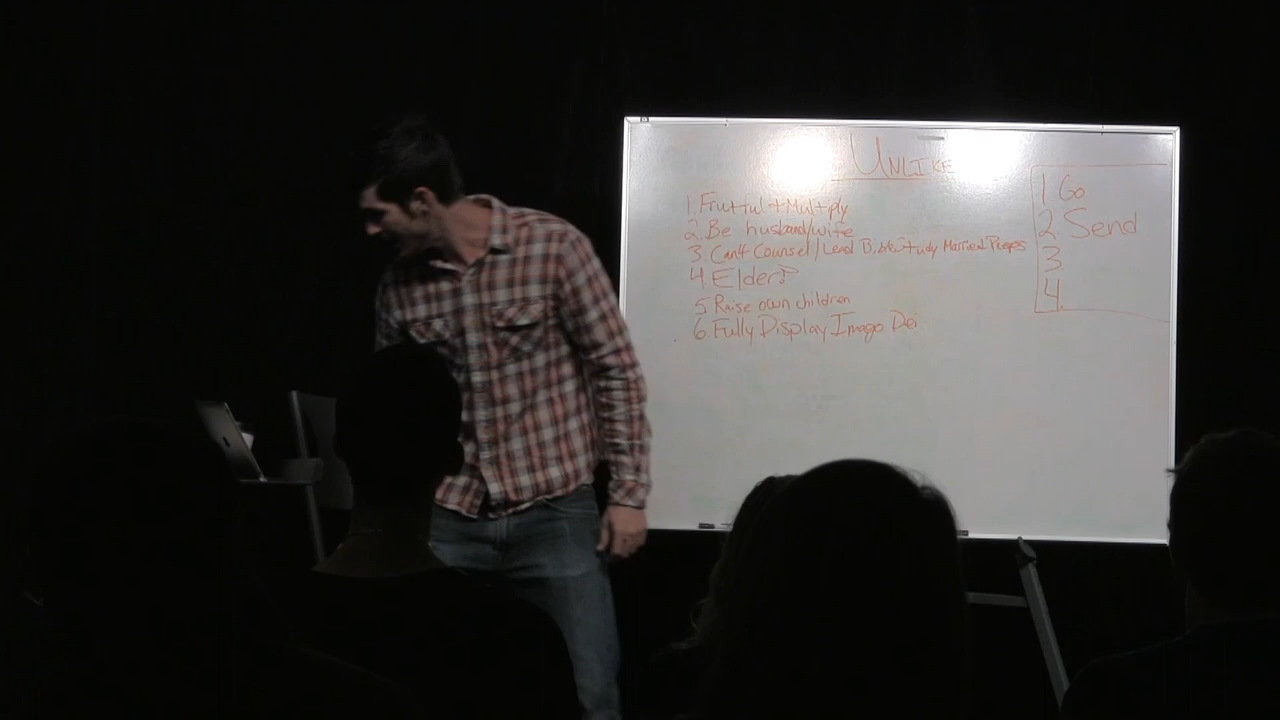 UNLIKE
1. Fruitful + Multiply
2. Be husband/wife
3. Can't Counsel/Lead Bible Study Married Peeps
4. Elder?
5 Raise own children
6. Fully Display Imago Dei
1 Go
2. Send
3.
4.